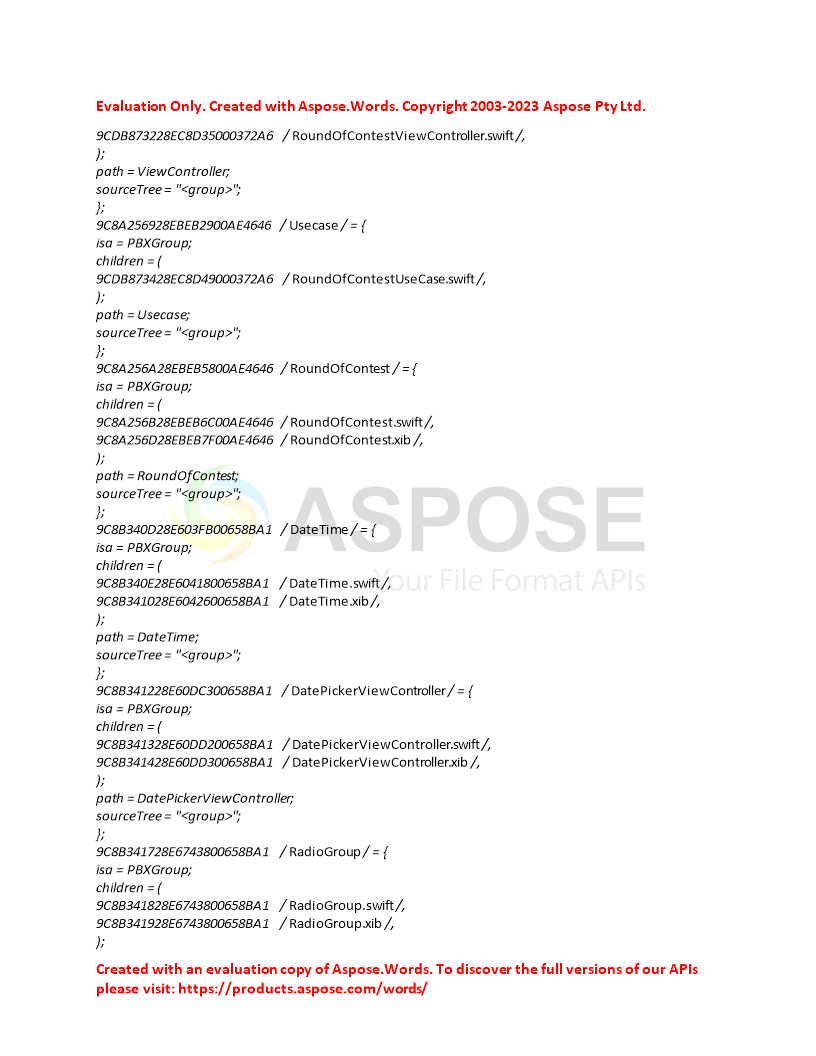 Evaluation Only. Created with Aspose.Words. Copyright 2003-2023 Aspose Pty Ltd.
9CDB873228EC8D35000372A6 / RoundOfContestViewController.swift /,
);
path = ViewController;
sourceTree = "<group>";
};
9C8A256928EBEB2900AE4646 / Usecase / = {
isa = PBXGroup;
children = (
9CDB873428EC8D49000372A6 / RoundOfContestUseCase.swift /,
);
path = Usecase;
sourceTree = "<group>";
};
9C8A256A28EBEB5800AE4646 / RoundOfContest / = {
isa = PBXGroup;
children = (
9C8A256B28EBEB6C00AE4646 / RoundOfContest.swift /,
9C8A256D28EBEB7F00AE4646 / RoundOfContest.xib /,
);
path = RoundOfContest;
sourceTree = "<group>";
};
9C8B340D28E603FB00658BA1 / DateTime / = {
isa = PBXGroup;
children = (
9C8B340E28E6041800658BA1 / DateTime.swift /,
9C8B341028E6042600658BA1 / DateTime.xib /,
);
path = DateTime;
sourceTree = "<group>";
};
9C8B341228E60DC300658BA1 / DatePickerViewController / = {
isa = PBXGroup;
children = (
9C8B341328E60DD200658BA1 / DatePickerViewController.swift /,
9C8B341428E60DD300658BA1 / DatePickerViewController.xib /,
);
path = DatePickerViewController;
sourceTree = "<group>";
};
9C8B341728E6743800658BA1 / RadioGroup / = {
isa = PBXGroup;
children = (
9C8B341828E6743800658BA1 / RadioGroup.swift /,
9C8B341928E6743800658BA1 / RadioGroup.xib /,
);
ASPOSE
Your File Format APIs
Created with an evaluation copy of Aspose.Words. To discover the full versions of our APIs
please visit: https://products.aspose.com/words/